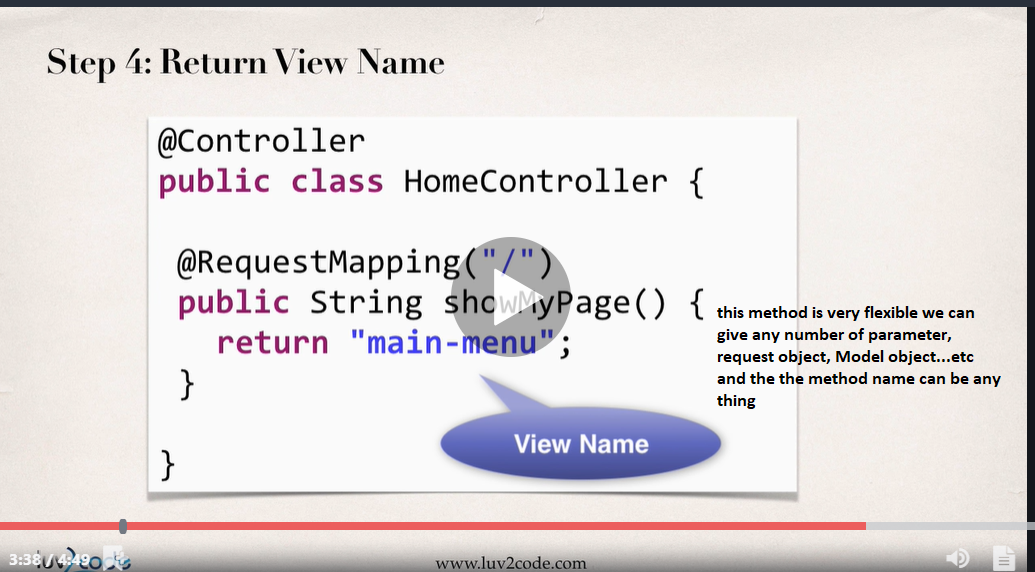 Step 4: Return View Name
@Controller
public class HomeController {
@RequestMapping("/")
public String showMyPage() {
return "main-menu";
}
}
View Name
this method is very flexible we can
give any number of parameter,
request object, Model object...etc
and the the method name can be any
thing
3:38 / 4:49
luv2code
www.luv2code.com